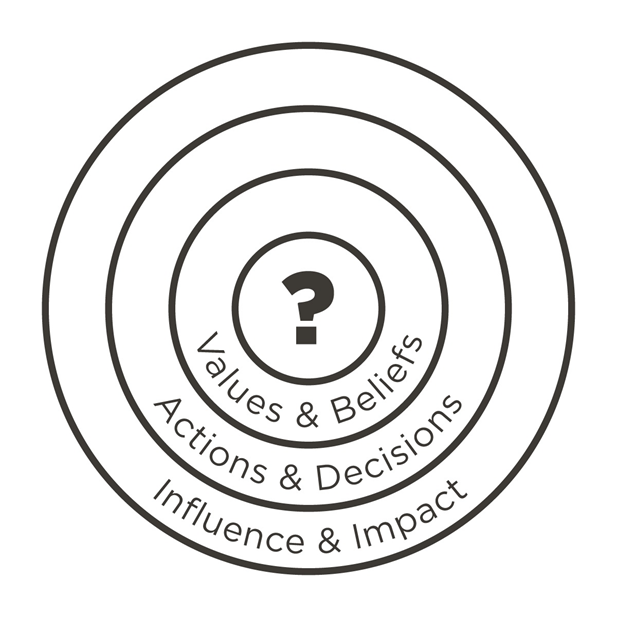 ?
Values & Beliefs
Actions & Decisions
Influence & Impact